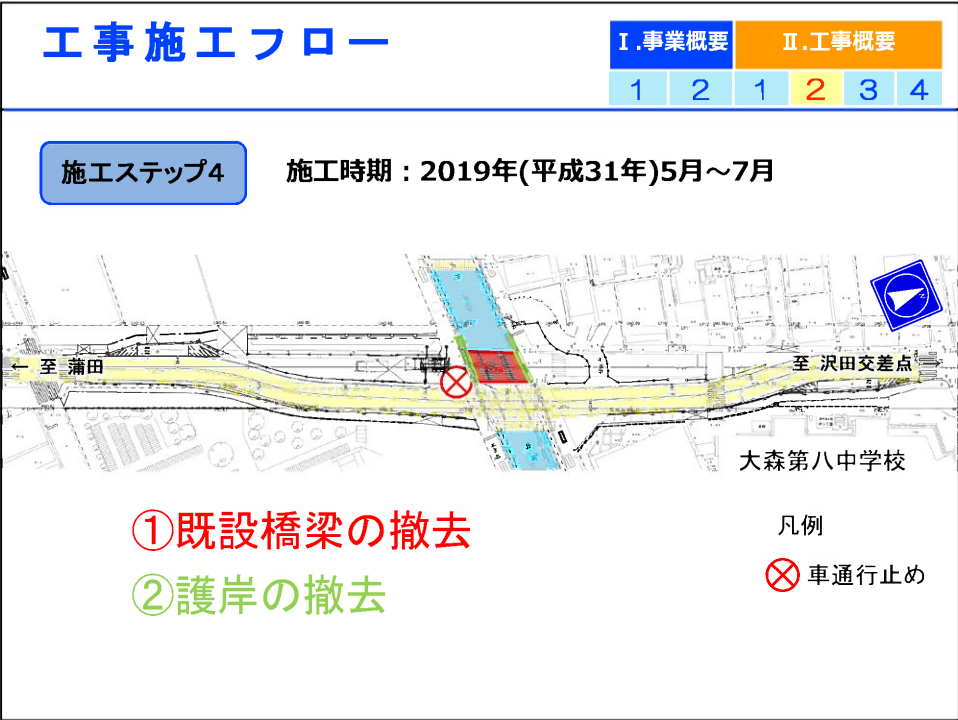 工事施工フロー
Ⅰ.事業概要
Ⅱ.工事概要
1 2 1 2 3 4
施工ステップ4
施工時期：2019年(平成31年)5月～7月
← 至 蒲田
至 沢田交差点
大森第八中学校
①既設橋梁の撤去
②護岸の撤去
凡例
車通行止め